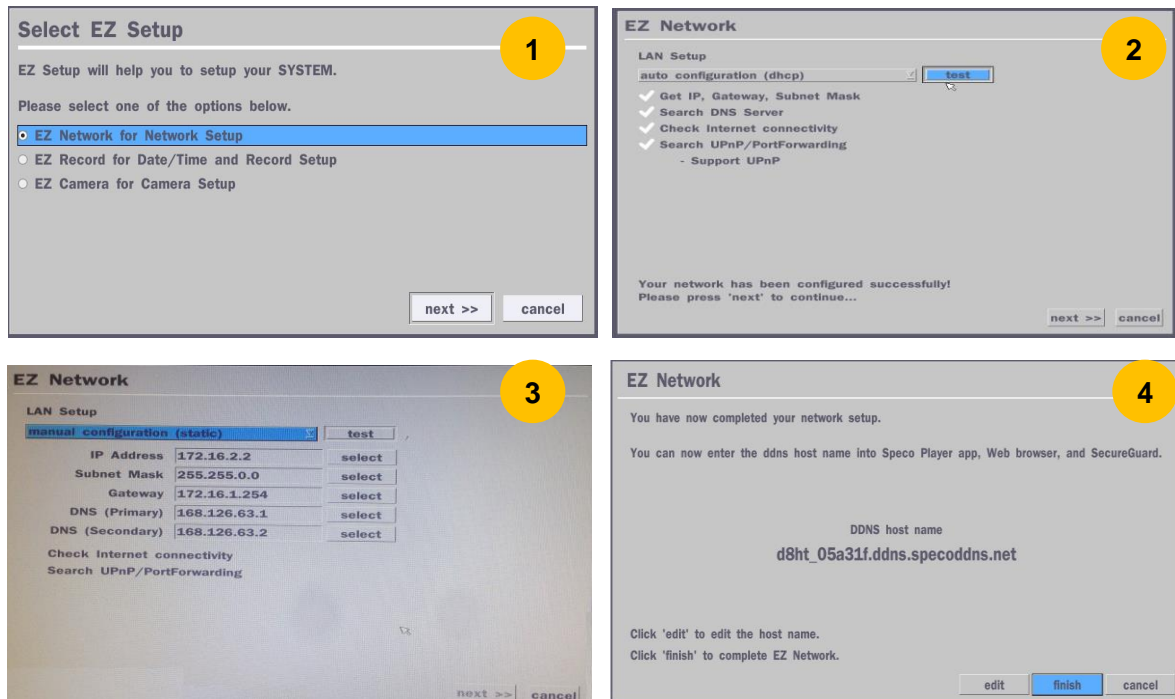 Select EZ Setup
1
EZ Setup will help you to setup your SYSTEM.
Please select one of the options below.
EZ Network for Network Setup
EZ Record for Date/Time and Record Setup
EZ Camera for Camera Setup
next >> cancel
EZ Network
2
LAN Setup
auto configuration (dhcp) test
Get IP, Gateway, Subnet Mask
Search DNS Server
Check Internet connectivity
Search UPnP/PortForwarding
- Support UPnP
Your network has been configured successfully!
Please press 'next' to continue...
next >> cancel
EZ Network
3
LAN Setup
manual configuration (static) test
IP Address 172.16.2.2 select
Subnet Mask 255.255.0.0 select
Gateway 172.16.1.254 select
DNS (Primary) 168.126.63.1 select
DNS (Secondary) 168.126.63.2 select
Check Internet connectivity
Search UPnP/PortForwarding
next >> cancel
EZ Network
4
You have now completed your network setup.
You can now enter the ddns host name into Speco Player app, Web browser, and SecureGuard.
DDNS host name
d8ht_05a31f.ddns.specoddns.net
Click 'edit' to edit the host name.
Click 'finish' to complete EZ Network.
edit finish cancel